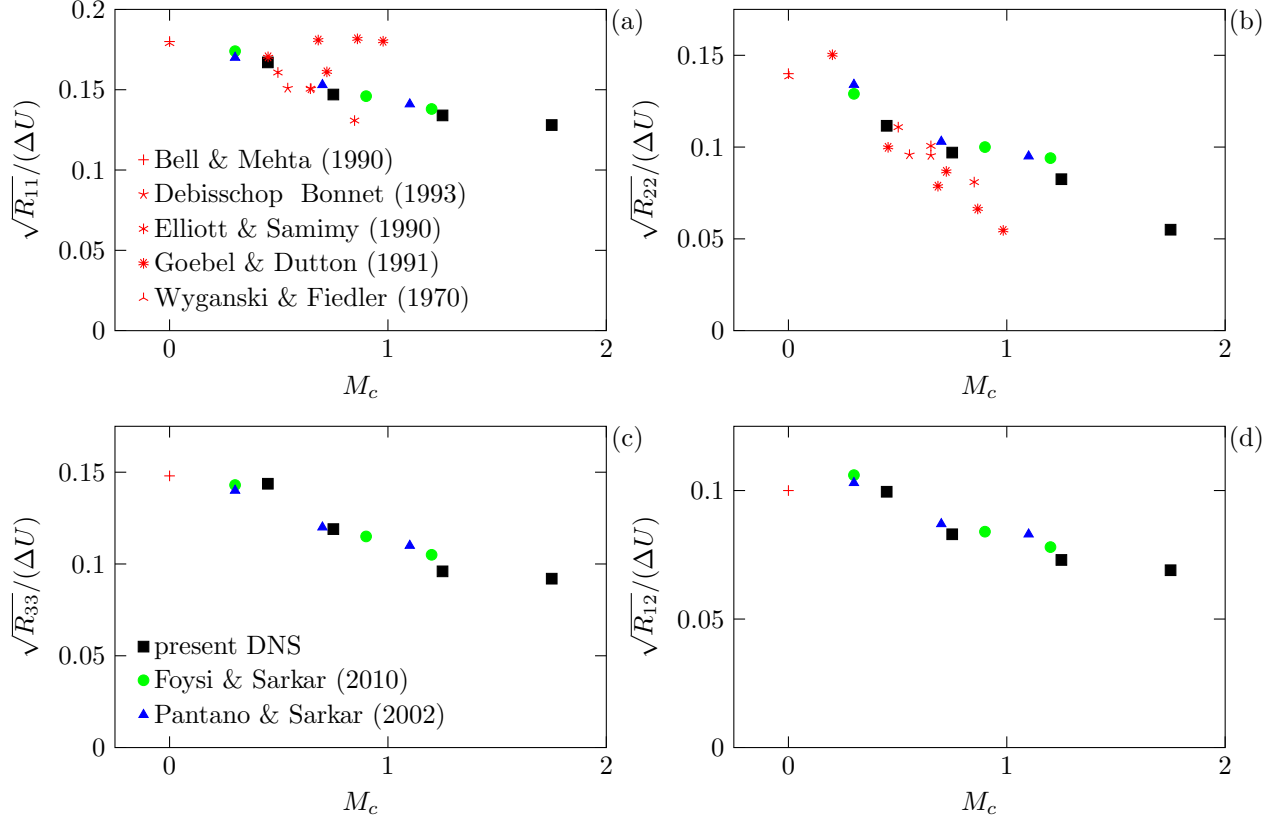 (a)
0.2
0.15
0.1
0.05
0
√R₁₁/(ΔU)
Bell & Mehta (1990)
Debisschop Bonnet (1993)
Elliott & Samimy (1990)
Goebel & Dutton (1991)
Wyganski & Fiedler (1970)
0 1 2
M_c
(b)
0.15
0.1
0.05
0
√R₂₂/(ΔU)
0 1 2
M_c
(c)
0.15
0.1
0.05
0
√R₃₃/(ΔU)
present DNS
Foysi & Sarkar (2010)
Pantano & Sarkar (2002)
0 1 2
M_c
(d)
0.1
0.05
0
√R₁₂/(ΔU)
0 1 2
M_c